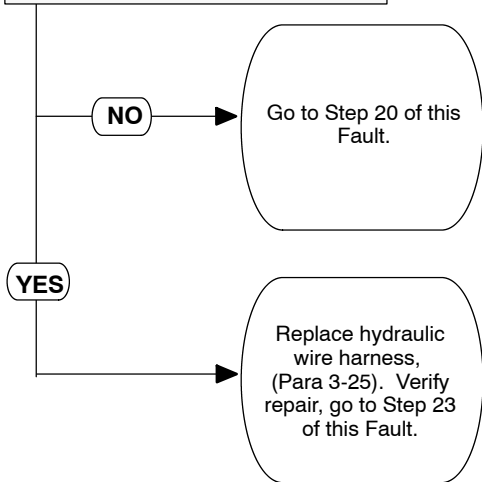 NO
Go to Step 20 of this
Fault.
YES
Replace hydraulic
wire harness,
(Para 3-25). Verify
repair, go to Step 23
of this Fault.